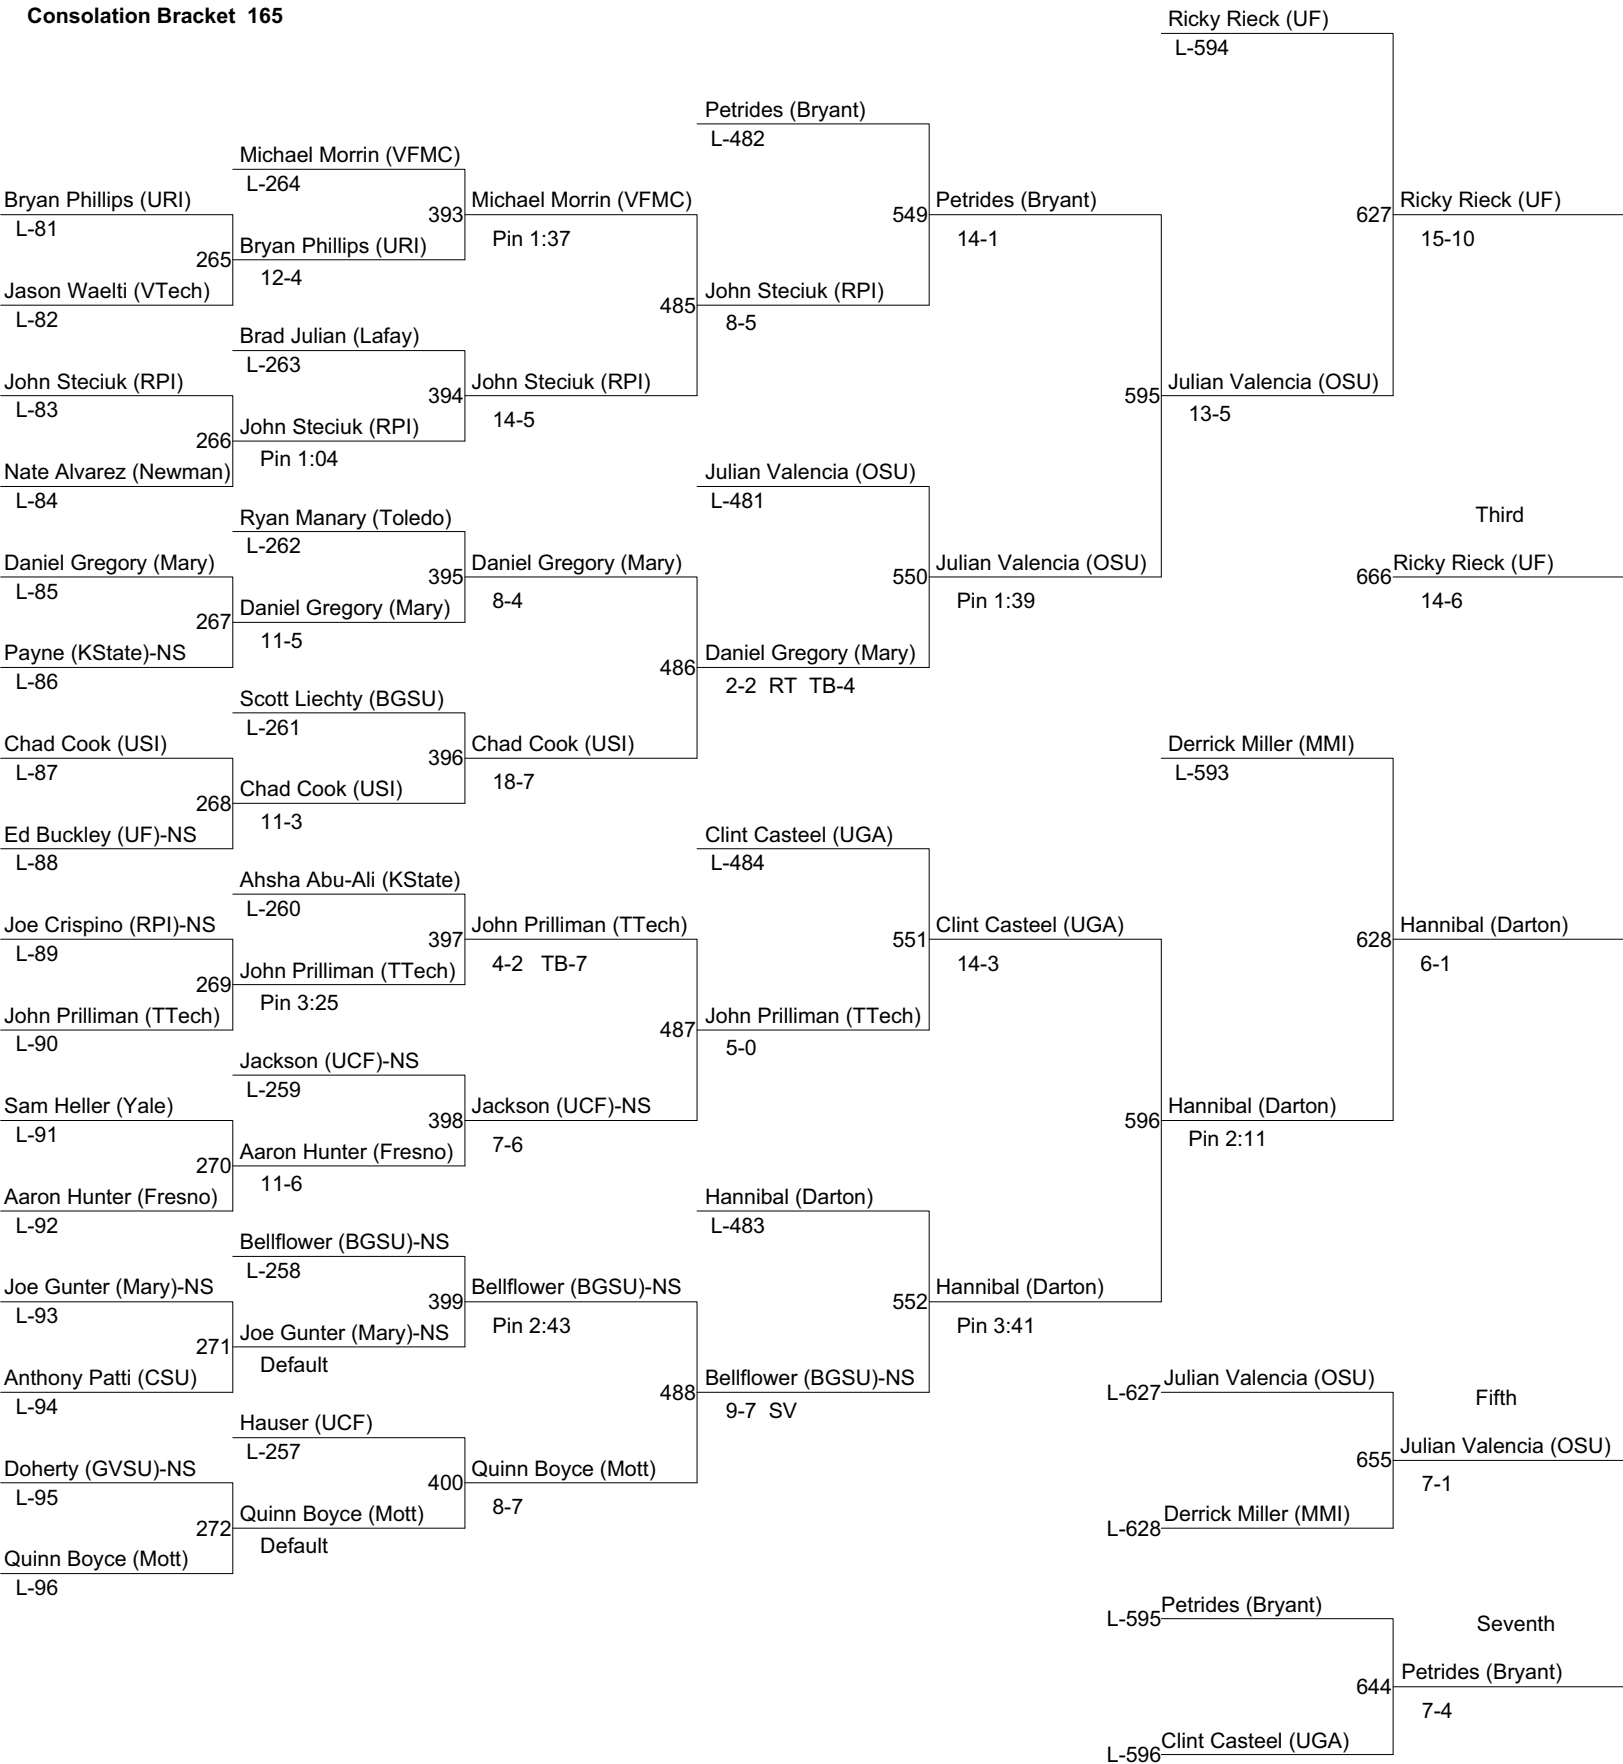 Consolation Bracket 165
Ricky Rieck (UF)
L-594
Petrides (Bryant)
L-482
Michael Morrin (VFMC)
L-264
Bryan Phillips (URI)
393
Michael Morrin (VFMC)
549
Petrides (Bryant)
627
Ricky Rieck (UF)
L-81
Pin 1:37
14-1
15-10
265
Bryan Phillips (URI)
12-4
Jason Waelti (VTech)
485
John Steciuk (RPI)
L-82
8-5
Brad Julian (Lafay)
L-263
John Steciuk (RPI)
394
John Steciuk (RPI)
595
Julian Valencia (OSU)
L-83
14-5
13-5
266
John Steciuk (RPI)
Pin 1:04
Nate Alvarez (Newman)
Julian Valencia (OSU)
L-84
L-481
Ryan Manary (Toledo)
Third
L-262
Daniel Gregory (Mary)
395
Daniel Gregory (Mary)
550
Julian Valencia (OSU)
666
Ricky Rieck (UF)
L-85
8-4
Pin 1:39
14-6
267
Daniel Gregory (Mary)
11-5
Payne (KState)-NS
486
Daniel Gregory (Mary)
L-86
2-2 RT TB-4
Scott Liechty (BGSU)
L-261
Chad Cook (USI)
396
Chad Cook (USI)
Derrick Miller (MMI)
L-87
18-7
L-593
268
Chad Cook (USI)
11-3
Ed Buckley (UF)-NS
Clint Casteel (UGA)
L-88
L-484
Ahsha Abu-Ali (KState)
L-260
Joe Crispino (RPI)-NS
397
John Prilliman (TTech)
551
Clint Casteel (UGA)
628
Hannibal (Darton)
L-89
4-2 TB-7
14-3
6-1
269
John Prilliman (TTech)
Pin 3:25
John Prilliman (TTech)
487
John Prilliman (TTech)
L-90
5-0
Jackson (UCF)-NS
L-259
Sam Heller (Yale)
398
Jackson (UCF)-NS
596
Hannibal (Darton)
L-91
7-6
Pin 2:11
270
Aaron Hunter (Fresno)
11-6
Aaron Hunter (Fresno)
Hannibal (Darton)
L-92
L-483
Bellflower (BGSU)-NS
L-258
Joe Gunter (Mary)-NS
399
Bellflower (BGSU)-NS
552
Hannibal (Darton)
L-93
Pin 2:43
Pin 3:41
271
Joe Gunter (Mary)-NS
Default
Anthony Patti (CSU)
488
Bellflower (BGSU)-NS
L-627
Julian Valencia (OSU)
L-94
9-7 SV
Fifth
Hauser (UCF)
L-257
655
Julian Valencia (OSU)
Doherty (GVSU)-NS
400
Quinn Boyce (Mott)
7-1
L-95
8-7
272
Quinn Boyce (Mott)
L-628
Derrick Miller (MMI)
Default
Quinn Boyce (Mott)
L-96
L-595
Petrides (Bryant)
Seventh
644
Petrides (Bryant)
7-4
L-596
Clint Casteel (UGA)